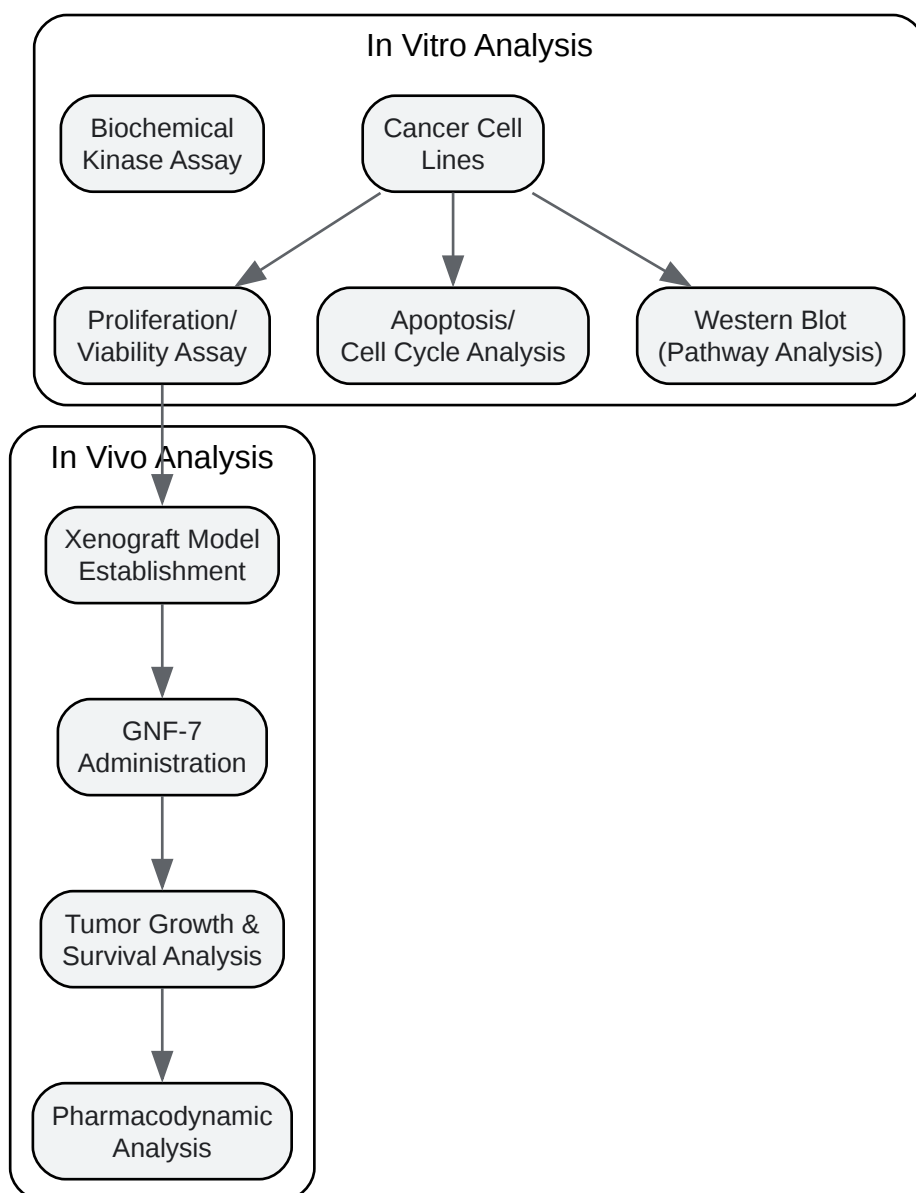 In Vitro Analysis
Biochemical
Kinase Assay
Cancer Cell
Lines
Proliferation/
Viability Assay
Apoptosis/
Cell Cycle Analysis
Western Blot
(Pathway Analysis)
In Vivo Analysis
Xenograft Model
Establishment
GNF-7
Administration
Tumor Growth &
Survival Analysis
Pharmacodynamic
Analysis